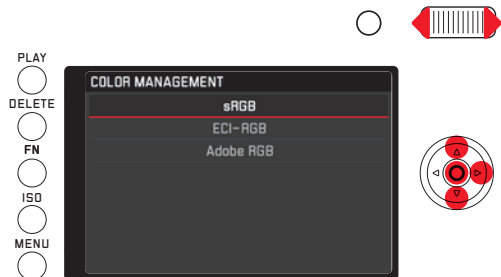 PLAY
DELETE
FN
ISO
MENU
COLOR MANAGEMENT
sRGB
ECI-RGB
Adobe RGB